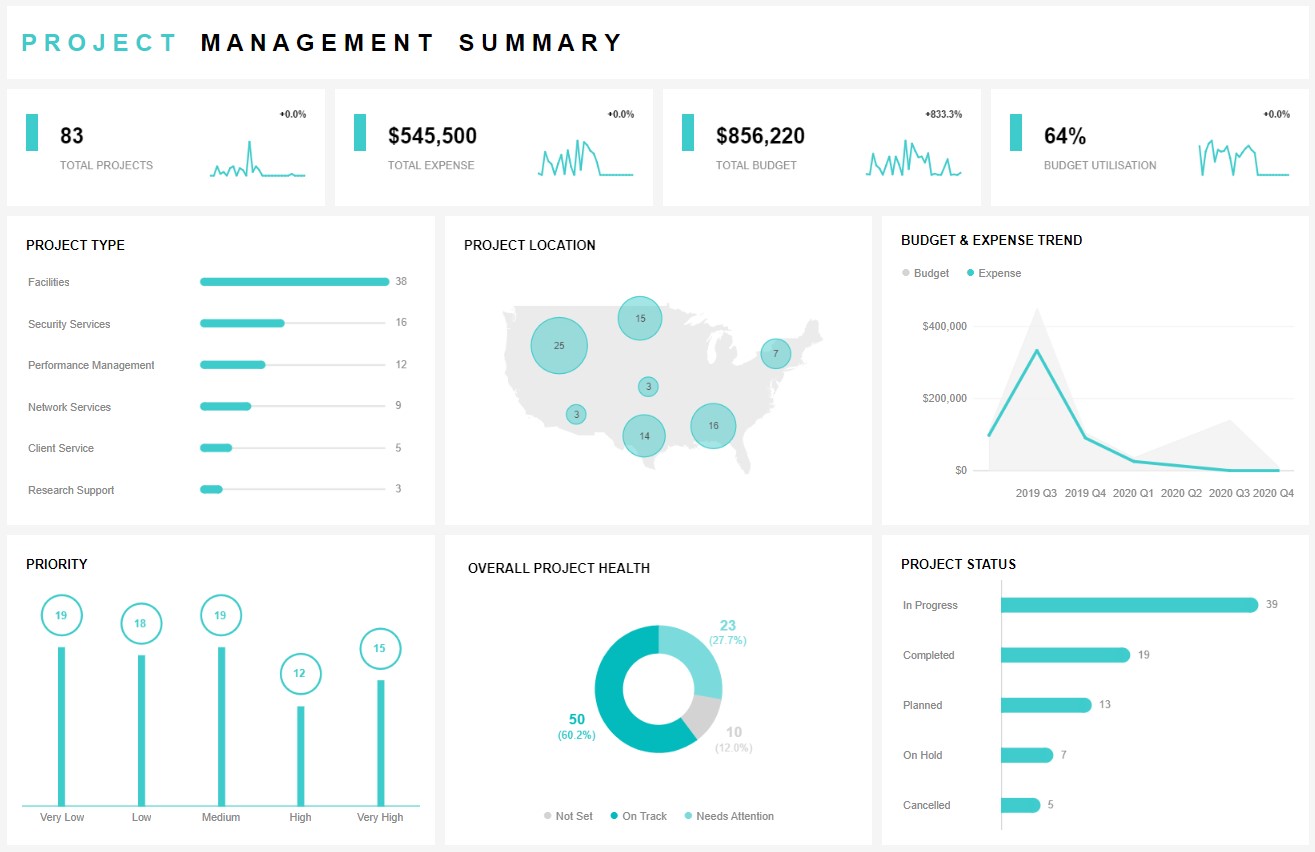 PROJECT MANAGEMENT SUMMARY
+0.0%
83
TOTAL PROJECTS
+0.0%
$545,500
TOTAL EXPENSE
+833.3%
$856,220
TOTAL BUDGET
+0.0%
64%
BUDGET UTILISATION
PROJECT TYPE
Facilities 38
Security Services 16
Performance Management 12
Network Services 9
Client Service 5
Research Support 3
PROJECT LOCATION
15
25
7
3
3
14
16
BUDGET & EXPENSE TREND
Budget Expense
$400,000
$200,000
$0
2019 Q3 2019 Q4 2020 Q1 2020 Q2 2020 Q3 2020 Q4
PRIORITY
19 18 19 12 15
Very Low Low Medium High Very High
OVERALL PROJECT HEALTH
23
(27.7%)
50
(60.2%)
10
(12.0%)
Not Set On Track Needs Attention
PROJECT STATUS
In Progress 39
Completed 19
Planned 13
On Hold 7
Cancelled 5